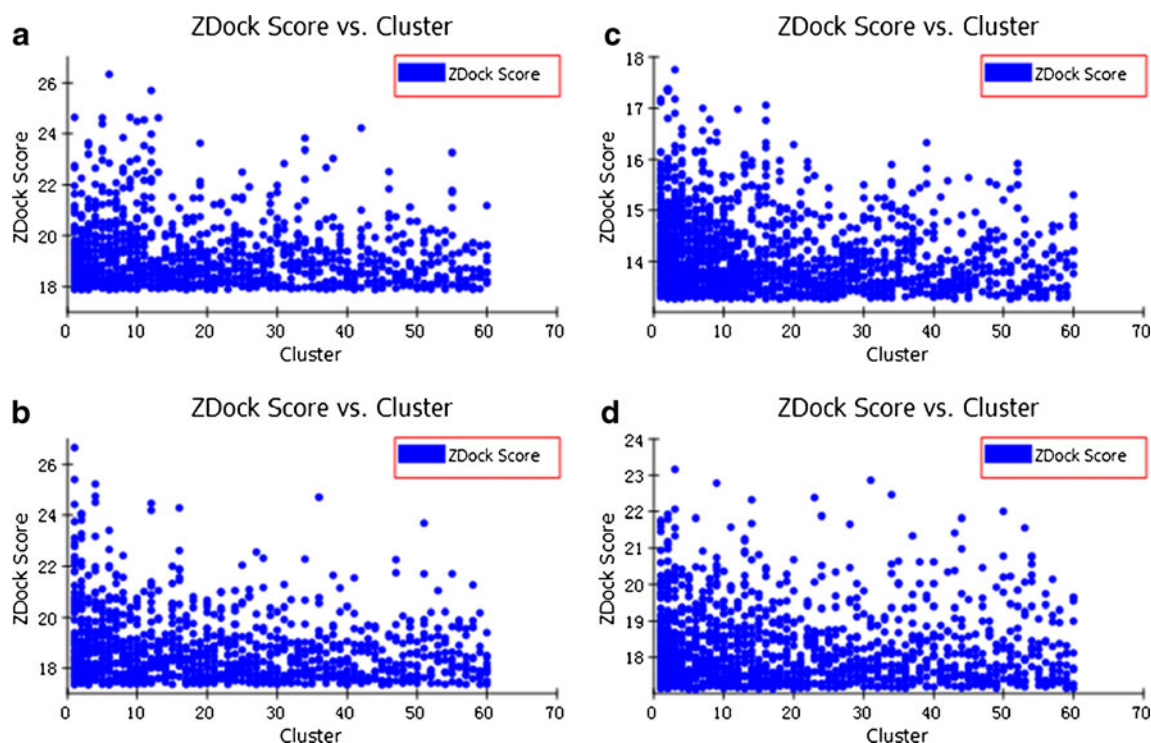 a
ZDock Score vs. Cluster
ZDock Score
26
24
22
20
18
ZDock Score
0 10 20 30 40 50 60 70
Cluster
c
ZDock Score vs. Cluster
ZDock Score
18
17
16
15
14
ZDock Score
0 10 20 30 40 50 60 70
Cluster
b
ZDock Score vs. Cluster
ZDock Score
26
24
22
20
18
ZDock Score
0 10 20 30 40 50 60 70
Cluster
d
ZDock Score vs. Cluster
ZDock Score
24
23
22
21
20
19
18
ZDock Score
0 10 20 30 40 50 60 70
Cluster